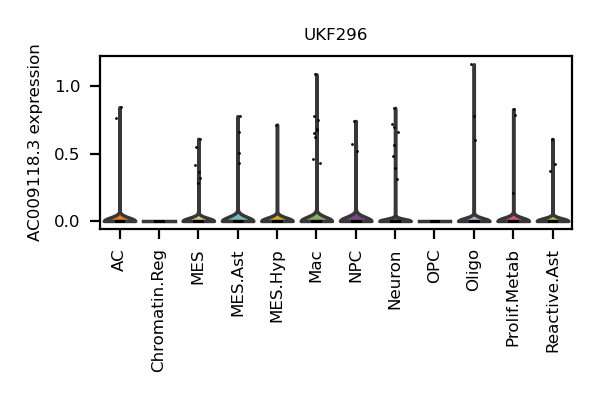 UKF296
AC009118.3 expression
1.0
0.5
0.0
AC
Chromatin.Reg
MES
MES.Ast
MES.Hyp
Mac
NPC
Neuron
OPC
Oligo
Prolif.Metab
Reactive.Ast